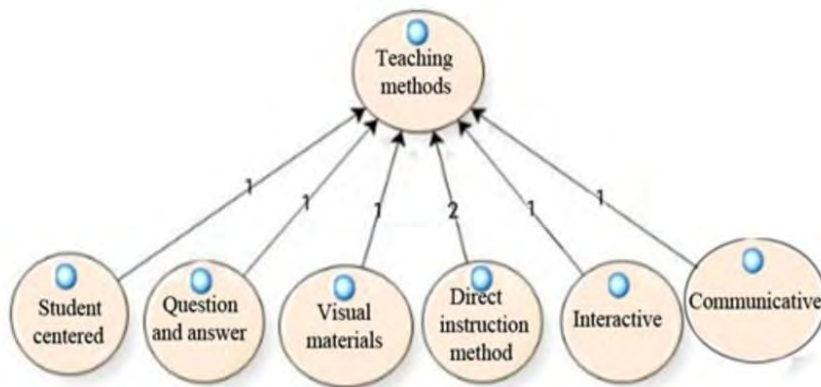 Teaching
methods
1
1
1
2
1
1
Student
centered
Question
and answer
Visual
materials
Direct
instruction
method
Interactive
Communicative